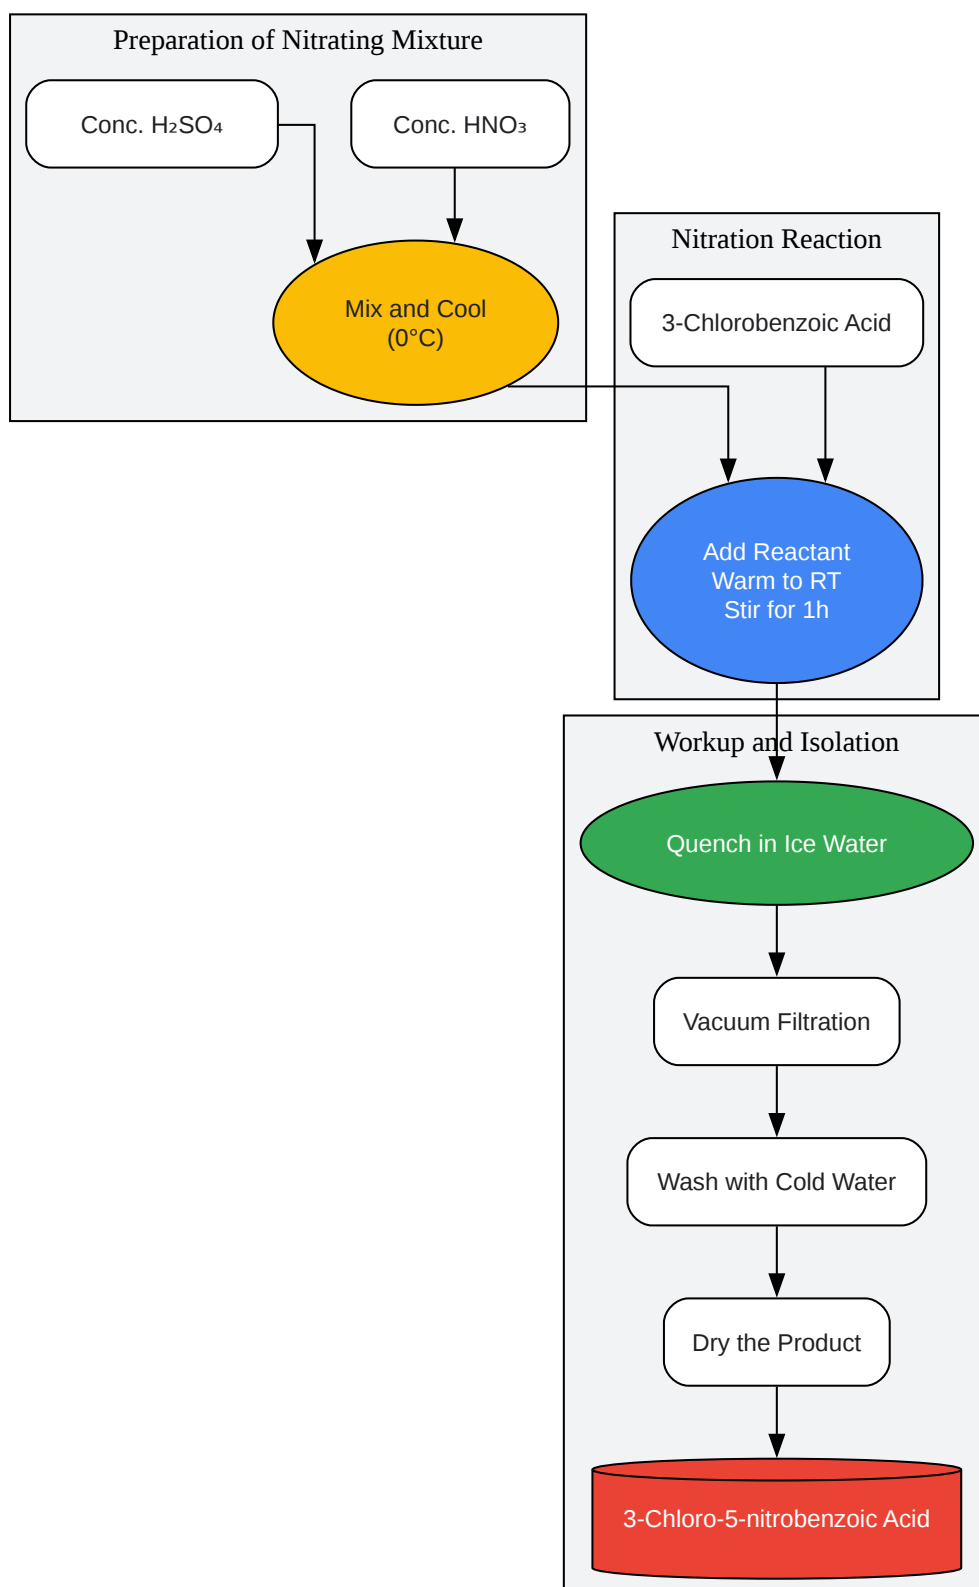 Preparation of Nitrating Mixture
Conc. H₂SO₄
Conc. HNO₃
Mix and Cool
(0°C)
Nitration Reaction
3-Chlorobenzoic Acid
Add Reactant
Warm to RT
Stir for 1h
Workup and Isolation
Quench in Ice Water
Vacuum Filtration
Wash with Cold Water
Dry the Product
3-Chloro-5-nitrobenzoic Acid